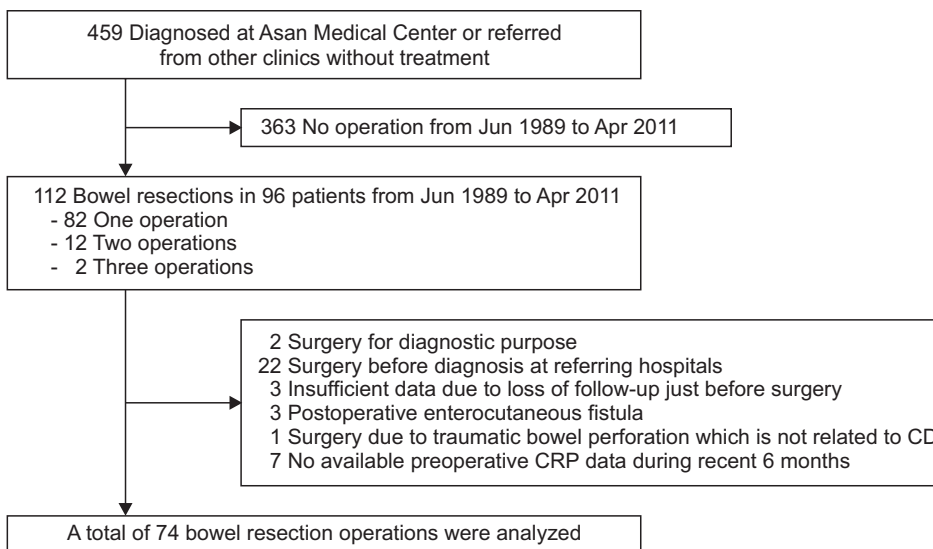 459 Diagnosed at Asan Medical Center or referred
from other clinics without treatment
363 No operation from Jun 1989 to Apr 2011
112 Bowel resections in 96 patients from Jun 1989 to Apr 2011
- 82 One operation
- 12 Two operations
- 2 Three operations
2 Surgery for diagnostic purpose
22 Surgery before diagnosis at referring hospitals
3 Insufficient data due to loss of follow-up just before surgery
3 Postoperative enterocutaneous fistula
1 Surgery due to traumatic bowel perforation which is not related to CD
7 No available preoperative CRP data during recent 6 months
A total of 74 bowel resection operations were analyzed